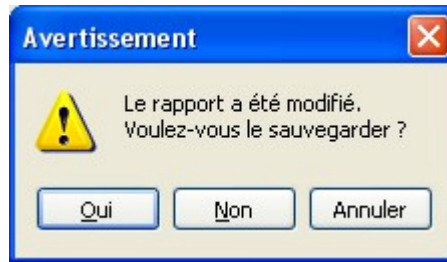 Avertissement
Le rapport a été modifié.
Voulez-vous le sauvegarder ?
Oui Non Annuler